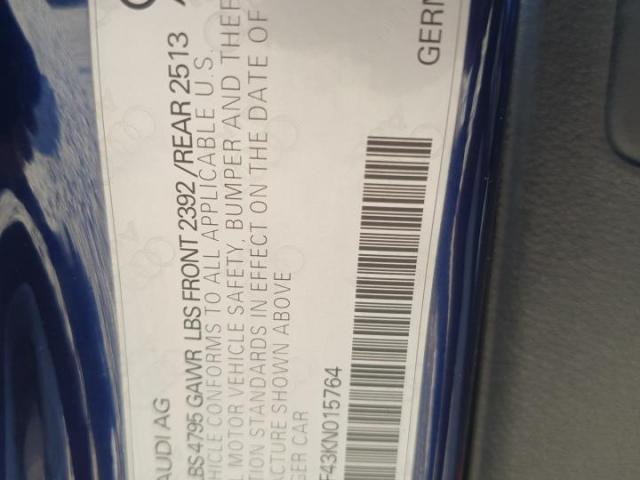 AUDI AG
LBS 4795 GAWR LBS FRONT 2392 /REAR 2513
HICLE CONFORMS TO ALL APPLICABLE U.S.
L MOTOR VEHICLE SAFETY, BUMPER AND THEF
TION STANDARDS IN EFFECT ON THE DATE OF
ACTURE SHOWN ABOVE
GER CAR
F43KN015764
GERM